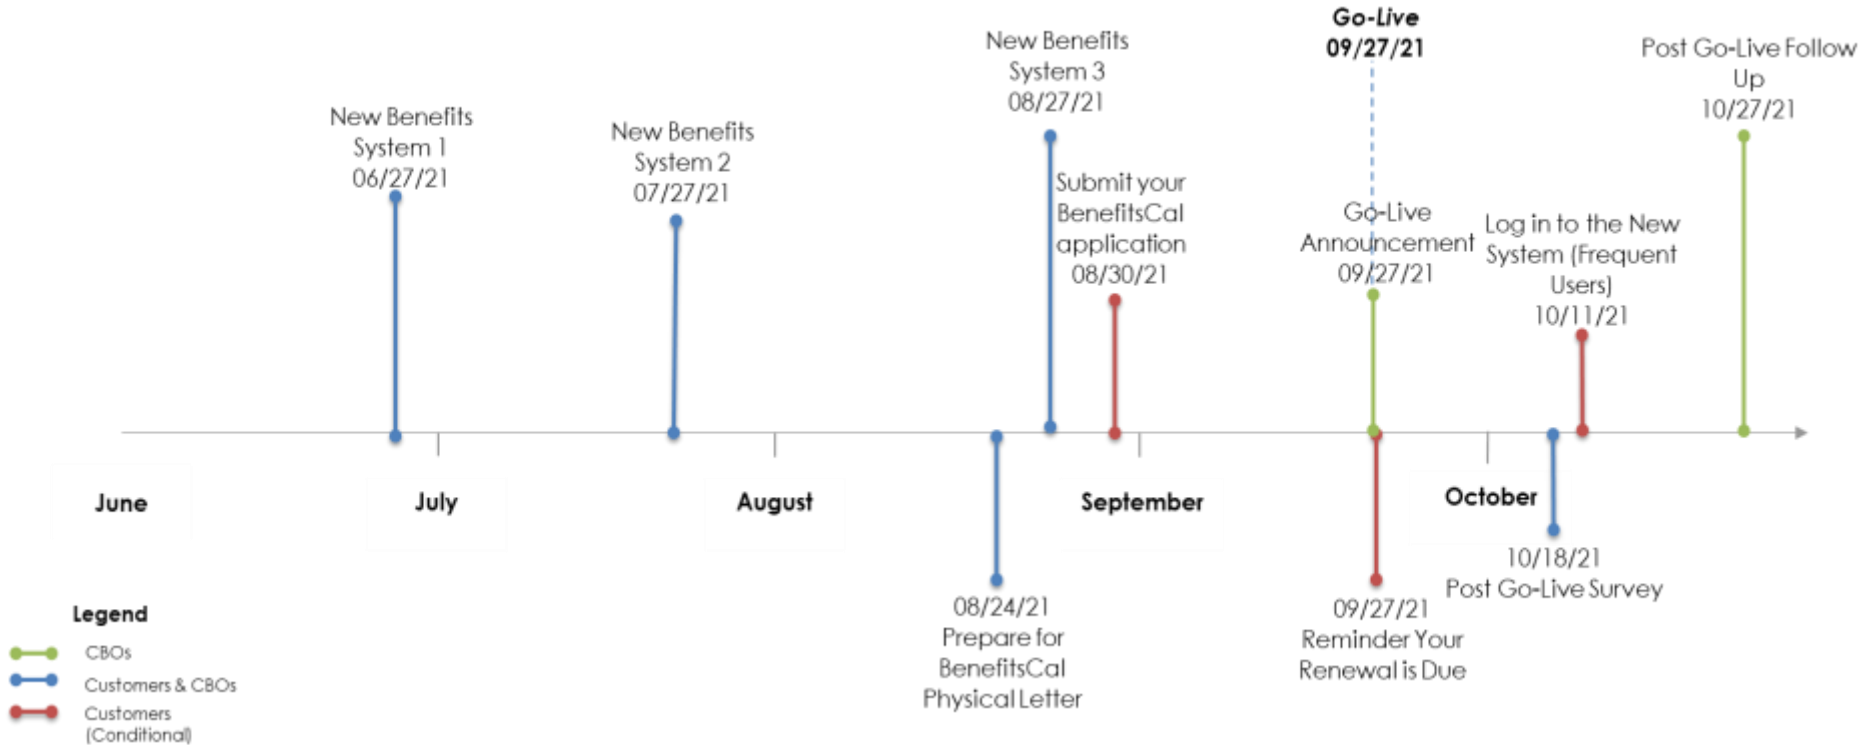 Go-Live
09/27/21
New Benefits
System 3
08/27/21
Post Go-Live Follow
Up
10/27/21
New Benefits
System 1
06/27/21
New Benefits
System 2
07/27/21
Submit your
BenefitsCal
application
08/30/21
Go-Live
Announcement
09/27/21
Log in to the New
System (Frequent
Users)
10/11/21
June
July
August
September
October
10/18/21
Post Go-Live Survey
08/24/21
Prepare for
BenefitsCal
Physical Letter
09/27/21
Reminder Your
Renewal is Due
Legend
CBOs
Customers & CBOs
Customers
(Conditional)